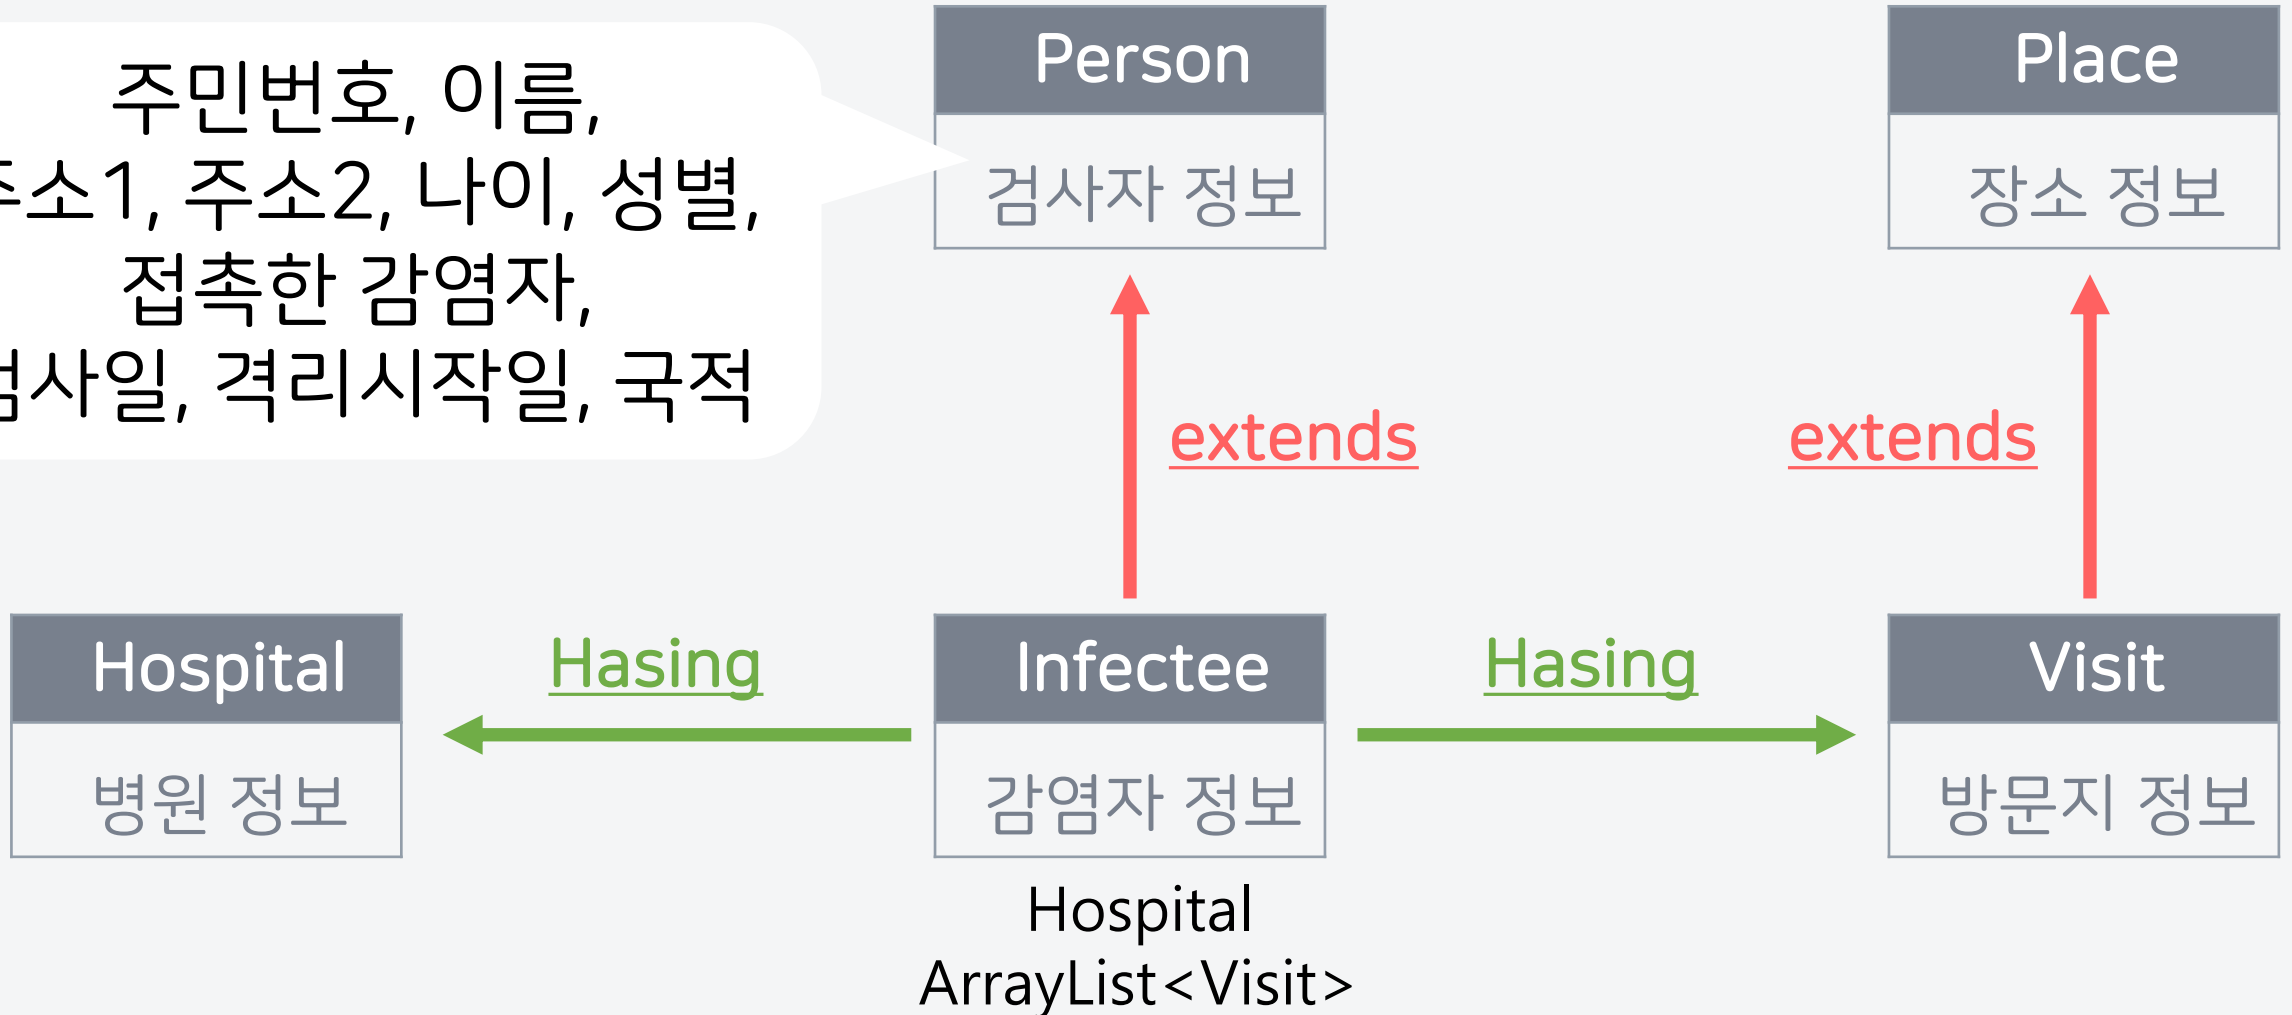 주민번호, 이름,
주소1, 주소2, 나이, 성별,
접촉한 감염자,
검사일, 격리시작일, 국적
Person
검사자 정보
Place
장소 정보
extends
extends
Hospital
병원 정보
Hasing
Infectee
감염자 정보
Hasing
Visit
방문지 정보
Hospital
ArrayList<Visit>